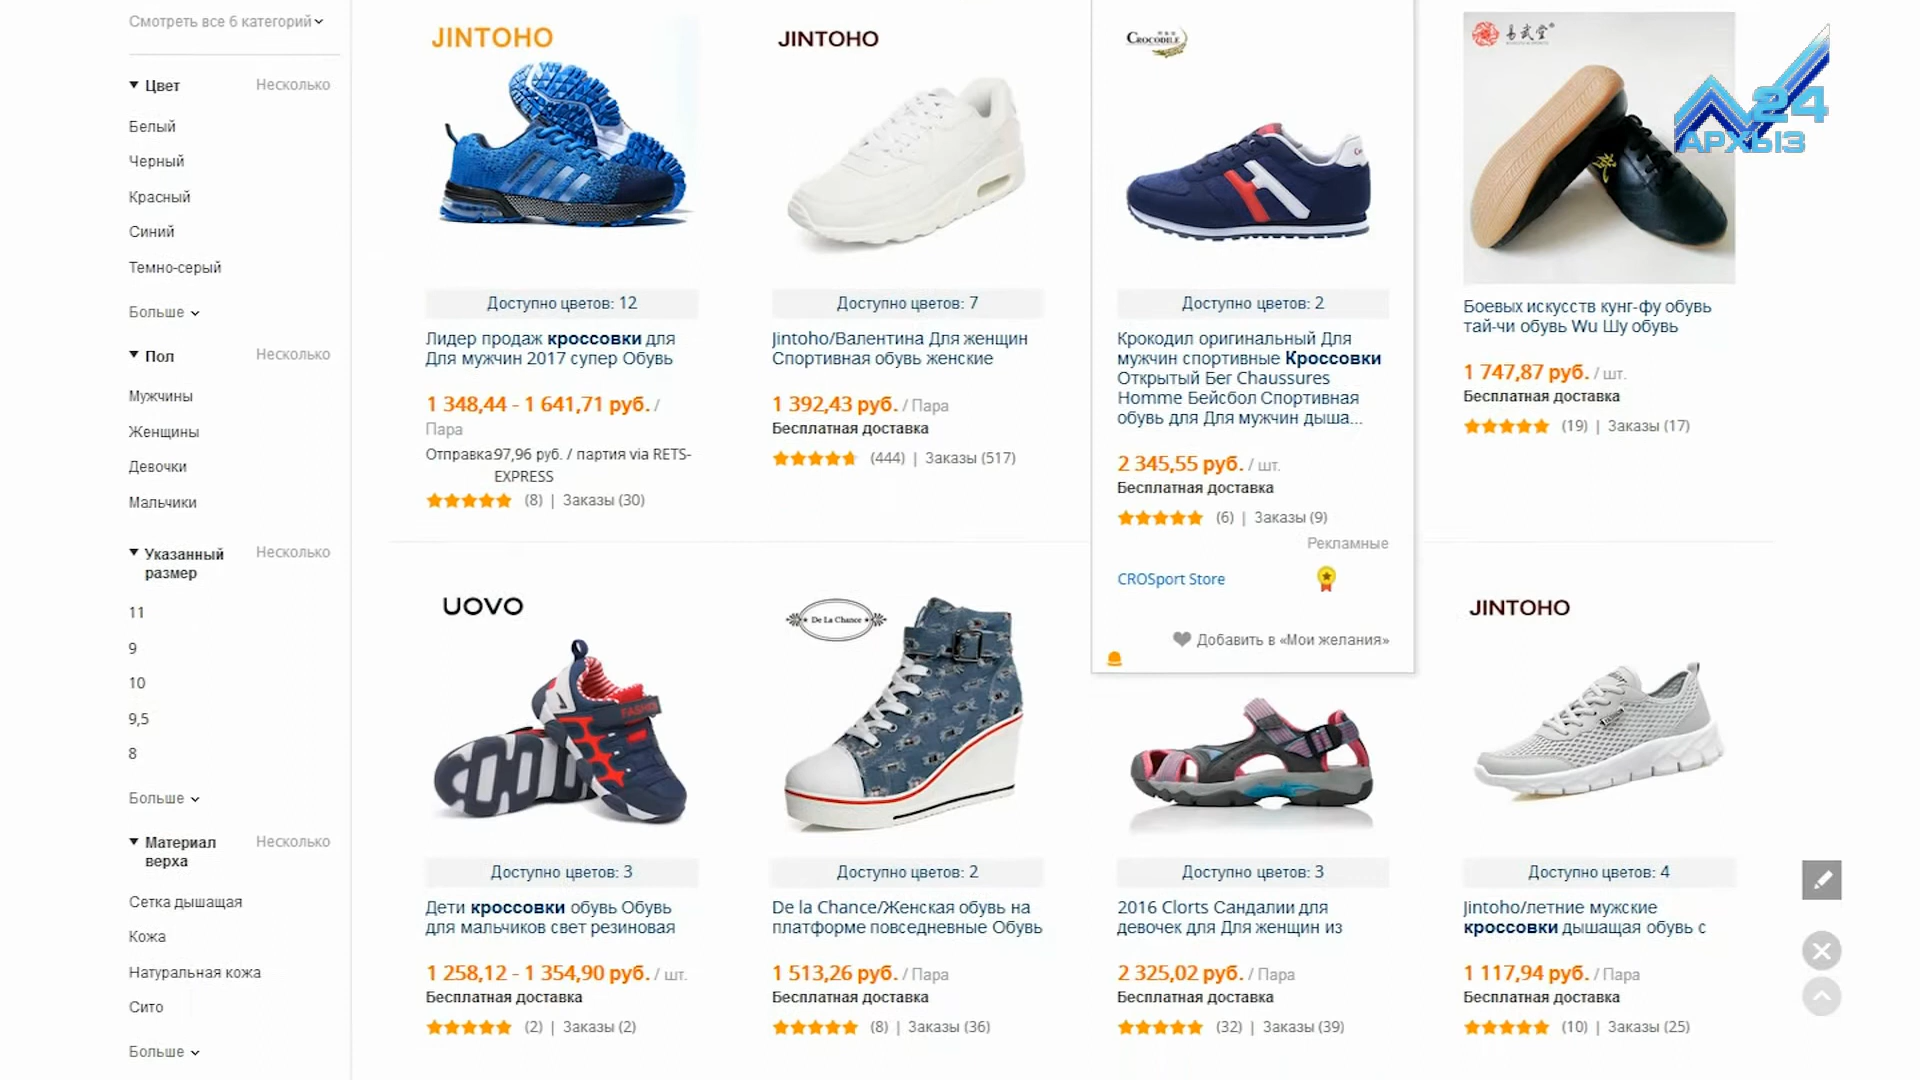 Смотреть все 6 категорий
Цвет Несколько
Белый
Черный
Красный
Синий
Темно-серый
Больше
Пол Несколько
Мужчины
Женщины
Девочки
Мальчики
Указанный Несколько
размер
11
9
10
9,5
8
Больше
Материал Несколько
верха
Сетка дышащая
Кожа
Натуральная кожа
Сито
Больше
JINTOHO
Доступно цветов: 12
Лидер продаж кроссовки для
Для мужчин 2017 супер Обувь
1 348,44 - 1 641,71 руб. /
Пара
Отправка97,96 руб. / партия via RETS-
EXPRESS
(8) | Заказы (30)
JINTOHO
Доступно цветов: 7
Jintoho/Валентина Для женщин
Спортивная обувь женские
1 392,43 руб. / Пара
Бесплатная доставка
(444) | Заказы (517)
CROCODILE
Доступно цветов: 2
Крокодил оригинальный Для
мужчин спортивные Кроссовки
Открытый Бег Chaussures
Homme Бейсбол Спортивная
обувь для Для мужчин дыша...
2 345,55 руб. / шт.
Бесплатная доставка
(6) | Заказы (9)
Рекламные
CROSport Store
Добавить в «Мои желания»
易武堂
武
24
АРХЫЗ
Боевых искусств кунг-фу обувь
тай-чи обувь Wu Шу обувь
1 747,87 руб. / шт.
Бесплатная доставка
(19) | Заказы (17)
UOVO
FASHION
Доступно цветов: 3
Дети кроссовки обувь Обувь
для мальчиков свет резиновая
1 258,12 - 1 354,90 руб. / шт.
Бесплатная доставка
(2) | Заказы (2)
De La Chance
Доступно цветов: 2
De la Chance/Женская обувь на
платформе повседневные Обувь
1 513,26 руб. / Пара
Бесплатная доставка
(8) | Заказы (36)
Доступно цветов: 3
2016 Clorts Сандалии для
девочек для Для женщин из
2 325,02 руб. / Пара
Бесплатная доставка
(32) | Заказы (39)
JINTOHO
Доступно цветов: 4
Jintoho/летние мужские
кроссовки дышащая обувь с
1 117,94 руб. / Пара
Бесплатная доставка
(10) | Заказы (25)